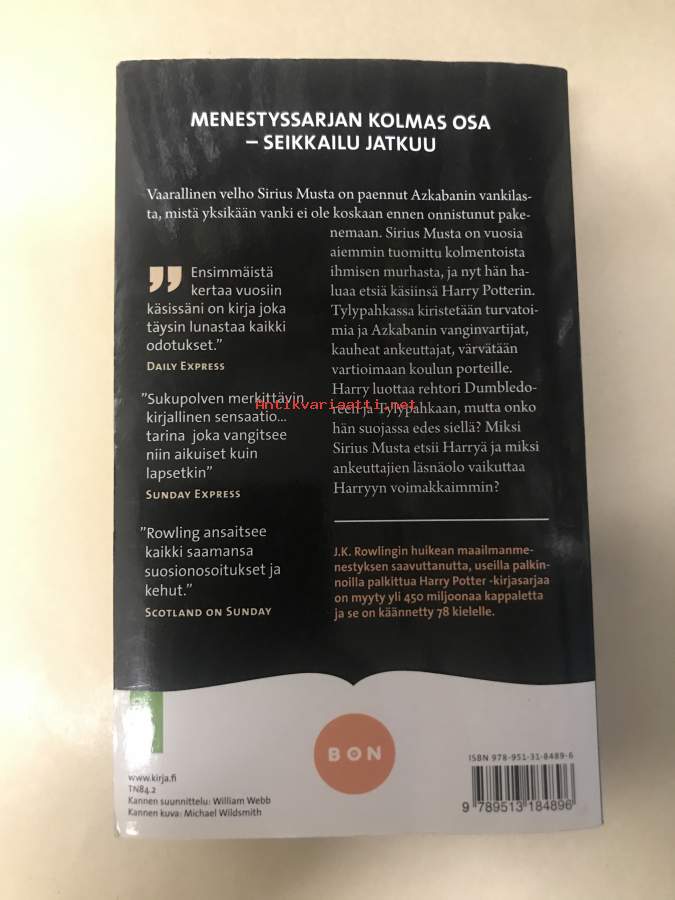 MENESTYSSARJAN KOLMAS OSA
– SEIKKAILU JATKUU
Vaarallinen velho Sirius Musta on paennut Azkabanin vankilas-
ta, mistä yksikään vanki ei ole koskaan ennen onnistunut pake-
nemaan. Sirius Musta on vuosia
aiemmin tuomittu kolmentoista
ihmisen murhasta, ja nyt hän ha-
luaa etsiä käsiinsä Harry Potterin.
Tylypahkassa kiristetään turvatoi-
mia ja Azkabanin vanginvartijat,
kauheat ankeuttajat, värvätään
vartioimaan koulun porteille.
Harry luottaa rehtori Dumbledo-
reen ja Tylypahkaan, mutta onko
hän suojassa edes siellä? Miksi
Sirius Musta etsii Harryä ja miksi
ankeuttajien läsnäolo vaikuttaa
Harryyn voimakkaimmin?
” Ensimmäistä
kertaa vuosiin
käsissäni on kirja joka
täysin lunastaa kaikki
odotukset.”
DAILY EXPRESS
”Sukupolven merkittävin
kirjallinen sensaatio...
tarina joka vangitsee
niin aikuiset kuin
lapsetkin”
SUNDAY EXPRESS
”Rowling ansaitsee
kaikki saamansa
suosionosoitukset ja
kehut.”
SCOTLAND ON SUNDAY
J.K. Rowlingin huikean maailmanme-
nestyksen saavuttanutta, useilla palkin-
noilla palkittua Harry Potter -kirjasarjaa
on myyty yli 450 miljoonaa kappaletta
ja se on käännetty 78 kielelle.
Antikvariaatti.net
BON
www.kirja.fi
TN84.2
Kannen suunnittelu: William Webb
Kannen kuva: Michael Wildsmith
ISBN 978-951-31-8489-6
9 789513 184896